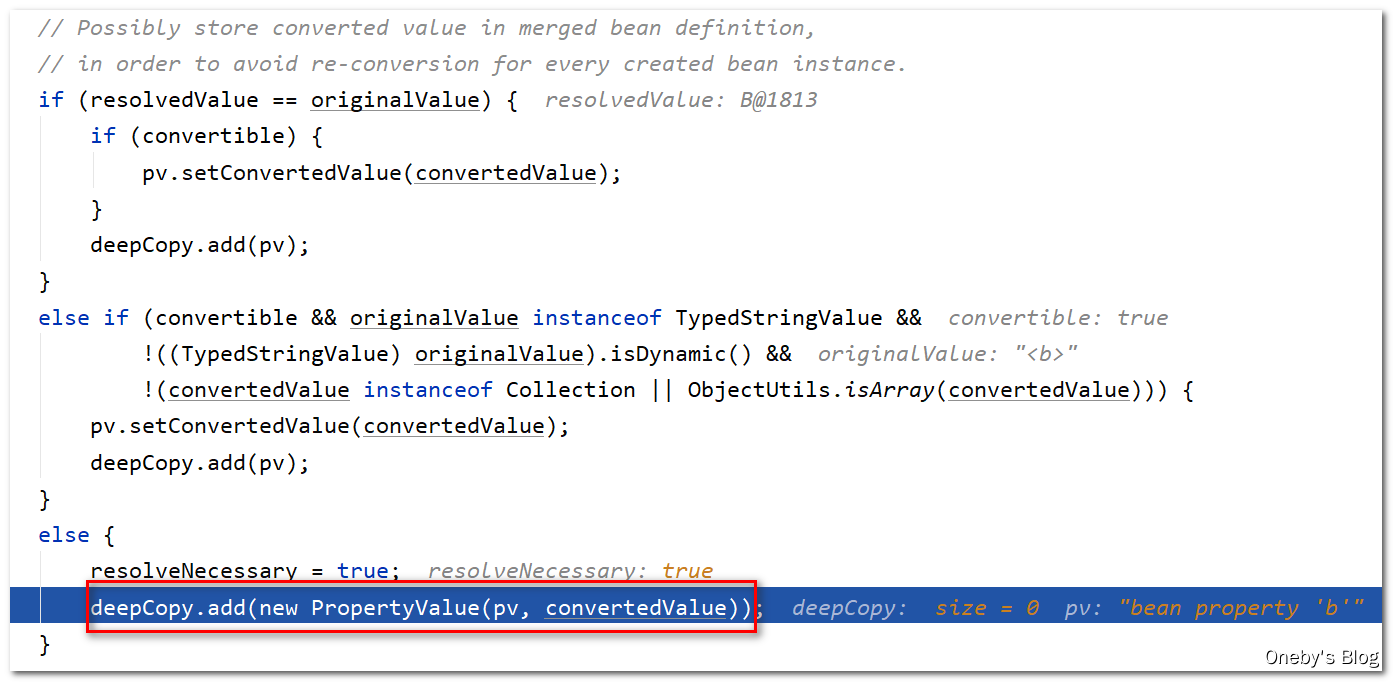 // Possibly store converted value in merged bean definition,
// in order to avoid re-conversion for every created bean instance.
if (resolvedValue == originalValue) {  resolvedValue: B@1813
    if (convertible) {
        pv.setConvertedValue(convertedValue);
    }
    deepCopy.add(pv);
}
else if (convertible && originalValue instanceof TypedStringValue &&  convertible: true
        !((TypedStringValue) originalValue).isDynamic() &&  originalValue: "<b>"
        !(convertedValue instanceof Collection || ObjectUtils.isArray(convertedValue))) {
    pv.setConvertedValue(convertedValue);
    deepCopy.add(pv);
}
else {
    resolveNecessary = true;  resolveNecessary: true
    deepCopy.add(new PropertyValue(pv, convertedValue));  deepCopy:  size = 0  pv: "bean property 'b'"
}
Oneby's Blog